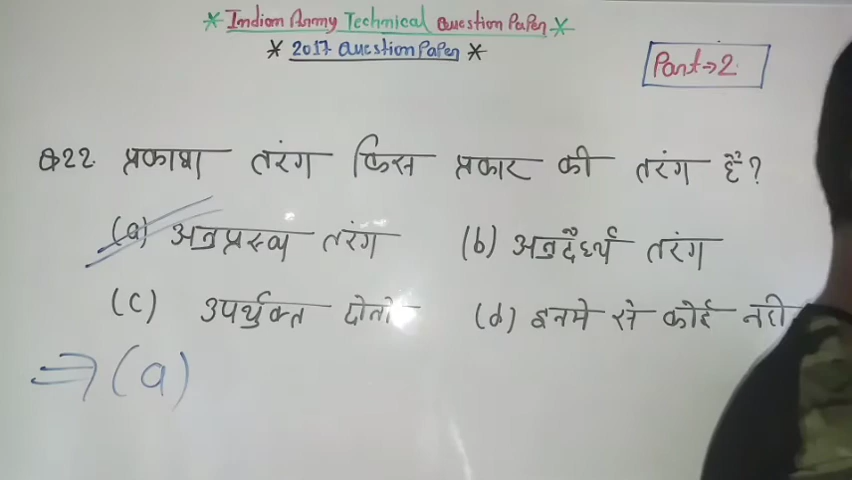 * Indian Army Technical Question Paper *
* 2017 Question Paper *
Part→2
Q22. प्रकाश तरंग किस प्रकार की तरंग है?
(a) अनुप्रस्थ तरंग (b) अनुदैर्ध्य तरंग
(c) उपर्युक्त दोनो (d) इनमे से कोई नही
⇒(a)